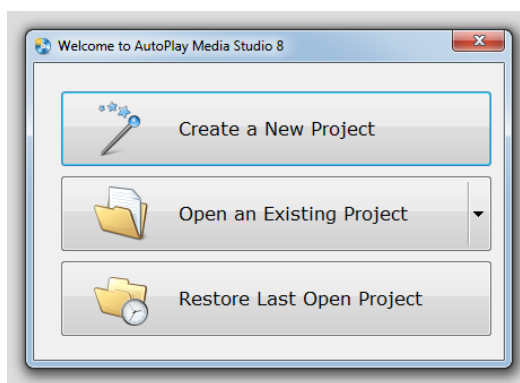 Welcome to AutoPlay Media Studio 8
Create a New Project
Open an Existing Project
Restore Last Open Project